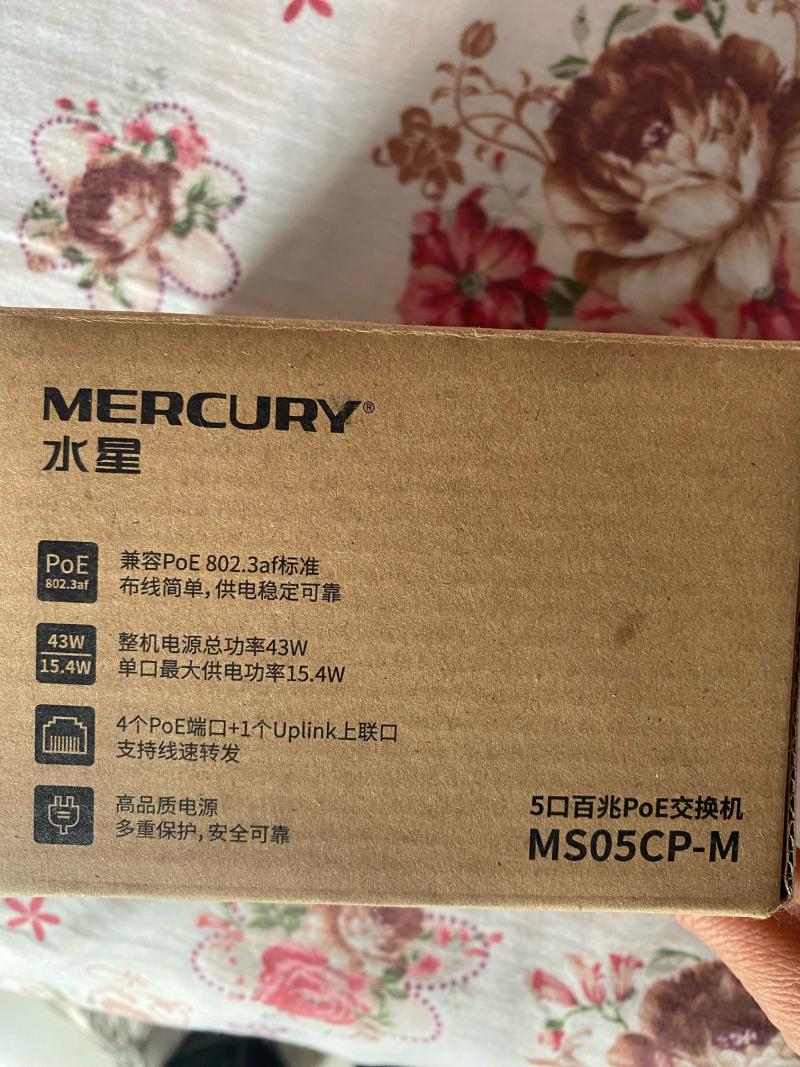 MERCURY®
水星
PoE
802.3af
兼容PoE 802.3af标准
布线简单,供电稳定可靠
43W
15.4W
整机电源总功率43W
单口最大供电功率15.4W
4个PoE端口+1个Uplink上联口
支持线速转发
高品质电源
多重保护,安全可靠
5口百兆PoE交换机
MS05CP-M